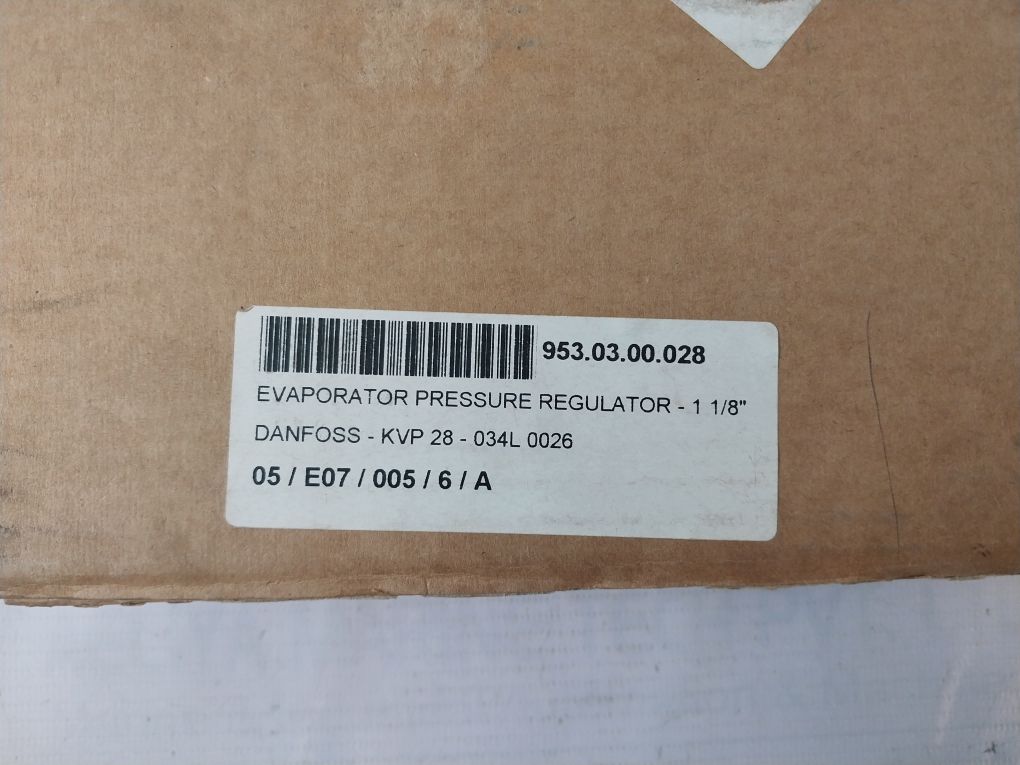 953.03.00.028
EVAPORATOR PRESSURE REGULATOR - 1 1/8"
DANFOSS - KVP 28 - 034L 0026
05 / E07 / 005 / 6 / A